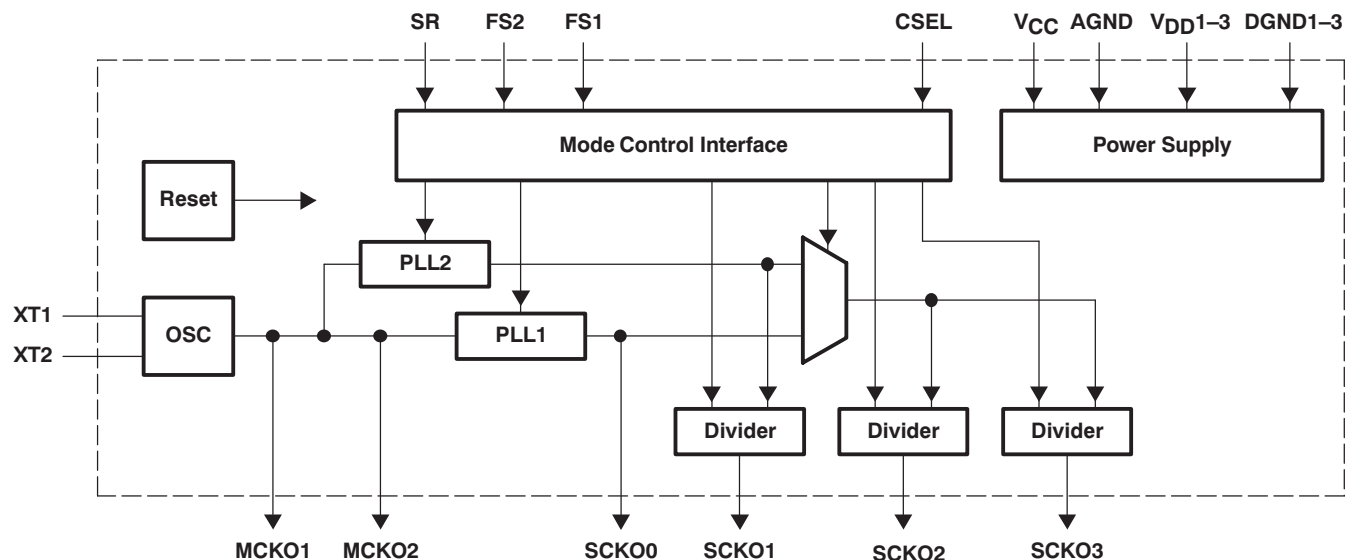 SR FS2 FS1 CSEL VCC AGND VDD1–3 DGND1–3
Mode Control Interface
Power Supply
Reset
PLL2
XT1
OSC
PLL1
XT2
Divider Divider Divider
MCKO1 MCKO2 SCKO0 SCKO1 SCKO2 SCKO3